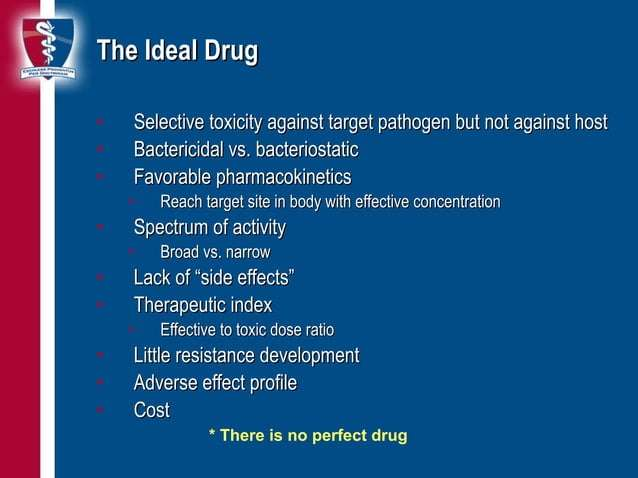 The Ideal Drug
• Selective toxicity against target pathogen but not against host
• Bactericidal vs. bacteriostatic
• Favorable pharmacokinetics
• Reach target site in body with effective concentration
• Spectrum of activity
• Broad vs. narrow
• Lack of “side effects”
• Therapeutic index
• Effective to toxic dose ratio
• Little resistance development
• Adverse effect profile
• Cost
* There is no perfect drug